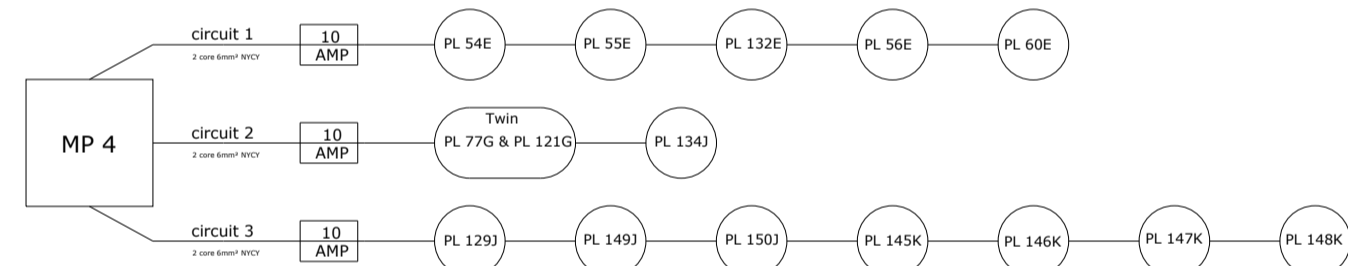 circuit 1
2 core 6mm² NYCY
10
AMP
PL 54E
PL 55E
PL 132E
PL 56E
PL 60E
MP 4
circuit 2
2 core 6mm² NYCY
10
AMP
Twin
PL 77G & PL 121G
PL 134J
circuit 3
2 core 6mm² NYCY
10
AMP
PL 129J
PL 149J
PL 150J
PL 145K
PL 146K
PL 147K
PL 148K